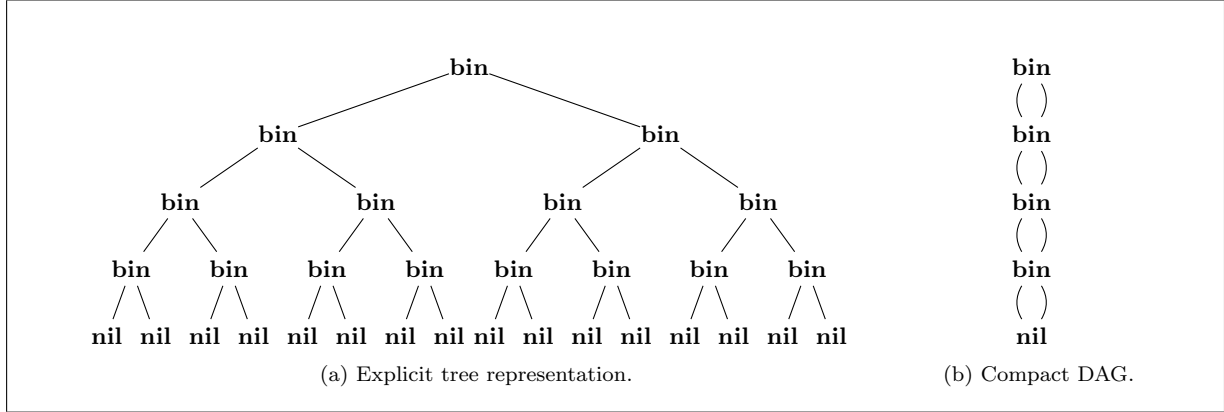 bin
bin bin
bin bin bin bin
bin bin bin bin bin bin bin bin
nil nil nil nil nil nil nil nil nil nil nil nil nil nil nil nil
(a) Explicit tree representation.
bin
bin
bin
bin
nil
(b) Compact DAG.